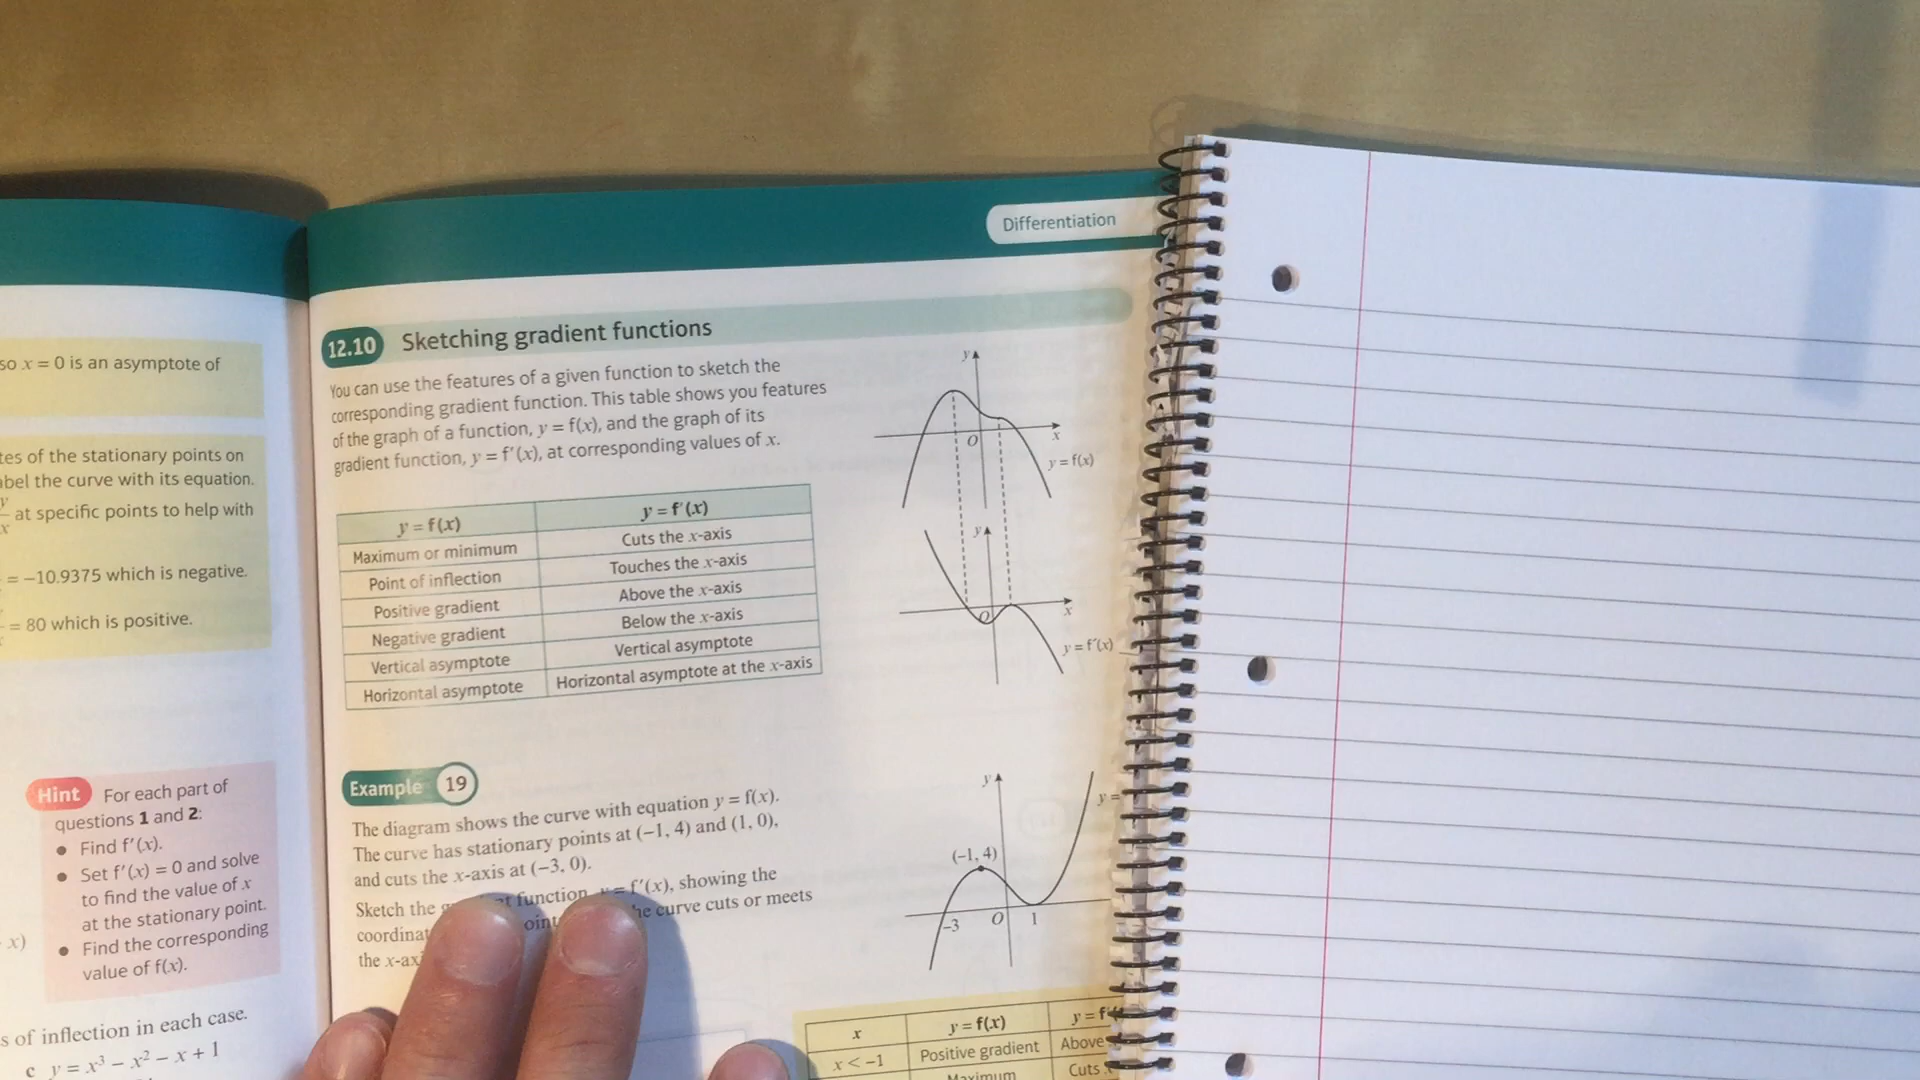 so x = 0 is an asymptote of
tes of the stationary points on
abel the curve with its equation.
y
x
at specific points to help with
= −10.9375 which is negative.
= 80 which is positive.
Hint For each part of
questions 1 and 2:
• Find f′(x).
• Set f′(x) = 0 and solve
to find the value of x
at the stationary point.
• Find the corresponding
value of f(x).
x)
s of inflection in each case.
c y = x³ − x² − x + 1
Differentiation
12.10 Sketching gradient functions
You can use the features of a given function to sketch the
corresponding gradient function. This table shows you features
of the graph of a function, y = f(x), and the graph of its
gradient function, y = f′(x), at corresponding values of x.
y = f(x) y = f′(x)
Maximum or minimum Cuts the x-axis
Point of inflection Touches the x-axis
Positive gradient Above the x-axis
Negative gradient Below the x-axis
Vertical asymptote Vertical asymptote
Horizontal asymptote Horizontal asymptote at the x-axis
y
O
x
y = f(x)
y
O
x
y = f′(x)
Example 19
The diagram shows the curve with equation y = f(x).
The curve has stationary points at (−1, 4) and (1, 0),
and cuts the x-axis at (−3, 0).
Sketch the function y = f′(x), showing the
curve cuts or meets
the
y
y =
(−1, 4)
−3 O 1
x y = f(x) y =
x < −1 Positive gradient Above
Maximum Cuts